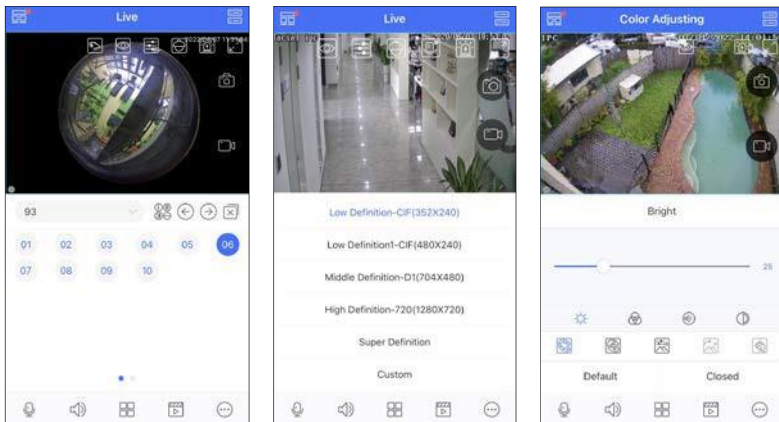 Live
93
01 02 03 04 05 06
07 08 09 10
Live
Low Definition-CIF(352X240)
Low Definition1-CIF(480X240)
Middle Definition-D1(704X480)
High Definition-720(1280X720)
Super Definition
Custom
Color Adjusting
IPC
Bright
25
Default Closed